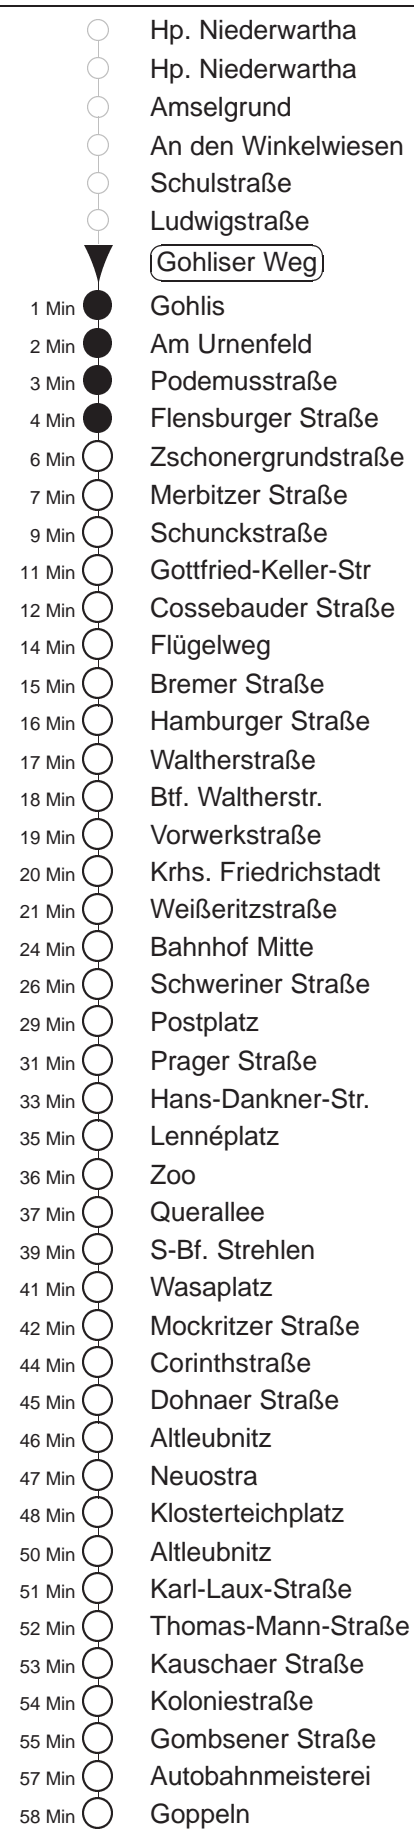 Hp. Niederwartha
Hp. Niederwartha
Amselgrund
An den Winkelwiesen
Schulstraße
Ludwigstraße
Gohliser Weg
1 Min Gohlis
2 Min Am Urnenfeld
3 Min Podemusstraße
4 Min Flensburger Straße
6 Min Zschonergrundstraße
7 Min Merbitzer Straße
9 Min Schunckstraße
11 Min Gottfried-Keller-Str
12 Min Cossebauder Straße
14 Min Flügelweg
15 Min Bremer Straße
16 Min Hamburger Straße
17 Min Waltherstraße
18 Min Btf. Waltherstr.
19 Min Vorwerkstraße
20 Min Krhs. Friedrichstadt
21 Min Weißeritzstraße
24 Min Bahnhof Mitte
26 Min Schweriner Straße
29 Min Postplatz
31 Min Prager Straße
33 Min Hans-Dankner-Str.
35 Min Lennéplatz
36 Min Zoo
37 Min Querallee
39 Min S-Bf. Strehlen
41 Min Wasaplatz
42 Min Mockritzer Straße
44 Min Corinthstraße
45 Min Dohnaer Straße
46 Min Altleubnitz
47 Min Neuostra
48 Min Klosterteichplatz
50 Min Altleubnitz
51 Min Karl-Laux-Straße
52 Min Thomas-Mann-Straße
53 Min Kauschaer Straße
54 Min Koloniestraße
55 Min Gombsener Straße
57 Min Autobahnmeisterei
58 Min Goppeln